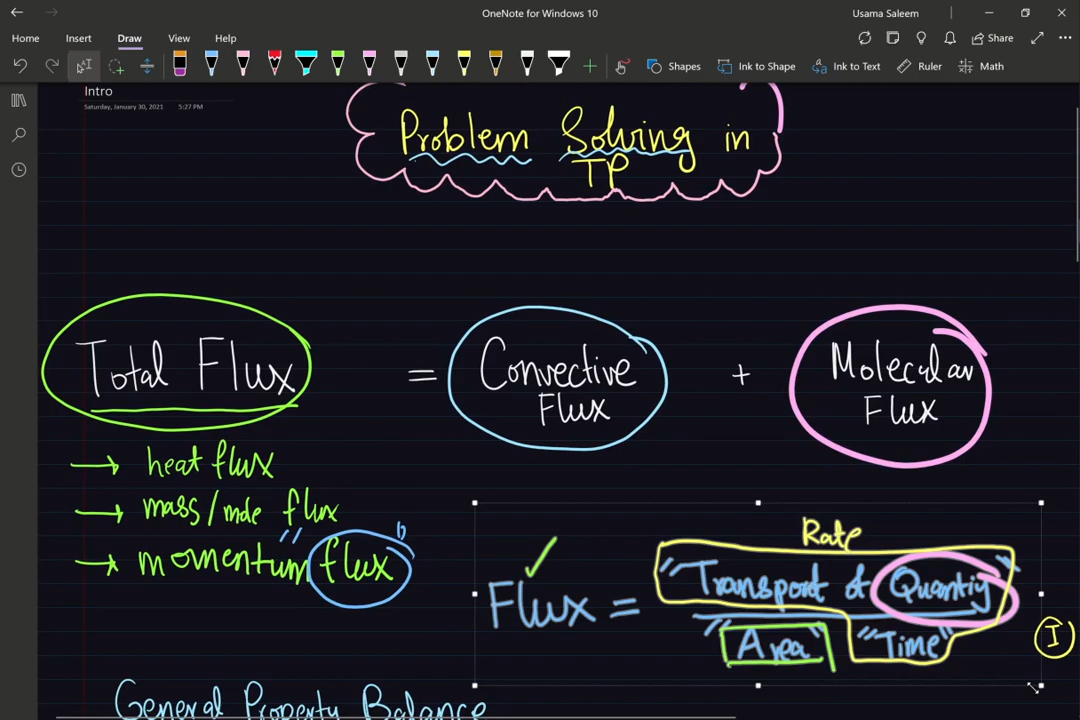 OneNote for Windows 10
Usama Saleem
Home Insert Draw View Help
Share
Shapes Ink to Shape Ink to Text Ruler Math
Intro
Saturday, January 30, 2021 5:27 PM
Problem Solving in
TP
Total Flux = Convective Flux + Molecular Flux
→ heat flux
→ mass/mole flux
→ momentum "flux"
Rate
Flux = "Transport of Quantity"
"Area" "Time"
I
General Property Balance